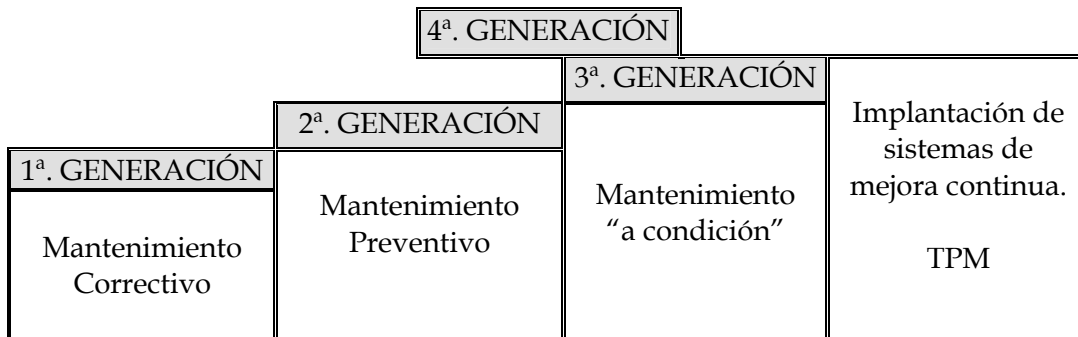 1ª. GENERACIÓN
Mantenimiento
Correctivo
2ª. GENERACIÓN
Mantenimiento
Preventivo
3ª. GENERACIÓN
Mantenimiento
“a condición”
4ª. GENERACIÓN
Implantación de
sistemas de
mejora continua.
TPM